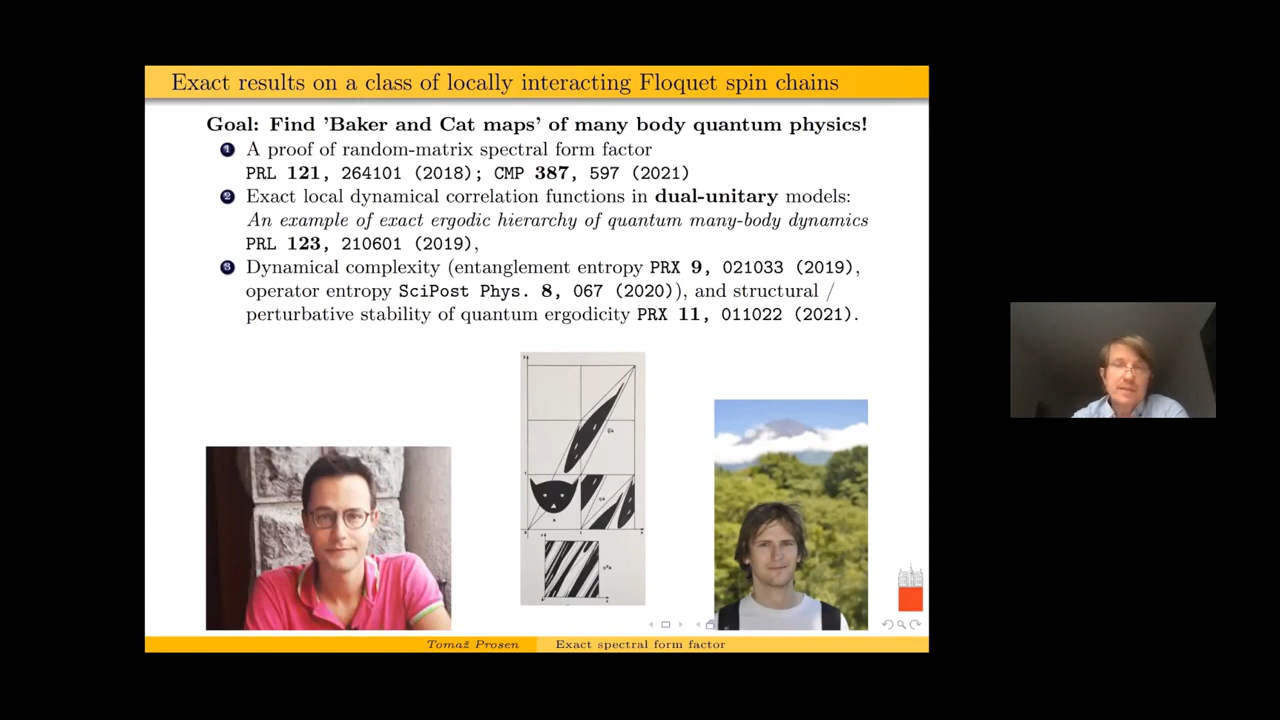 Exact results on a class of locally interacting Floquet spin chains
Goal: Find 'Baker and Cat maps' of many body quantum physics!
1 A proof of random-matrix spectral form factor
PRL 121, 264101 (2018); CMP 387, 597 (2021)
2 Exact local dynamical correlation functions in dual-unitary models:
An example of exact ergodic hierarchy of quantum many-body dynamics
PRL 123, 210601 (2019),
3 Dynamical complexity (entanglement entropy PRX 9, 021033 (2019),
operator entropy SciPost Phys. 8, 067 (2020)), and structural /
perturbative stability of quantum ergodicity PRX 11, 011022 (2021).
Tomaž Prosen
Exact spectral form factor